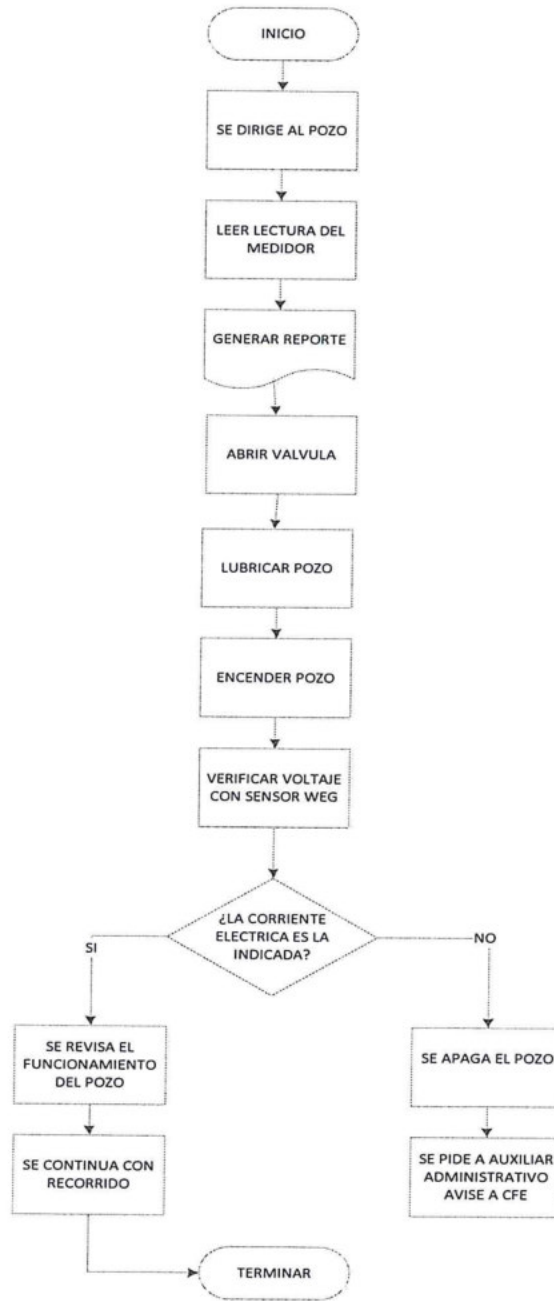 INICIO
SE DIRIGE AL POZO
LEER LECTURA DEL
MEDIDOR
GENERAR REPORTE
ABRIR VALVULA
LUBRICAR POZO
ENCENDER POZO
VERIFICAR VOLTAJE
CON SENSOR WEG
¿LA CORRIENTE
ELECTRICA ES LA
INDICADA?
SI
NO
SE REVISA EL
FUNCIONAMIENTO
DEL POZO
SE APAGA EL POZO
SE CONTINUA CON
RECORRIDO
SE PIDE A AUXILIAR
ADMINISTRATIVO
AVISE A CFE
TERMINAR